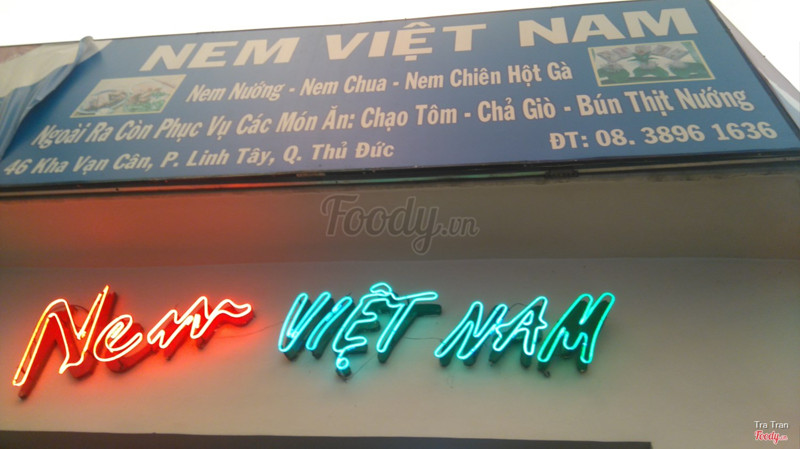 NEM VIỆT NAM
Nem Nướng - Nem Chua - Nem Chiên Hột Gà
Ngoài Ra Còn Phục Vụ Các Món Ăn: Chạo Tôm - Chả Giò - Bún Thịt Nướng
46 Kha Vạn Cân, P. Linh Tây, Q. Thủ Đức
ĐT: 08. 3896 1636
Foody.vn
Nem VIỆT NAM
Tra Tran
Foody.vn